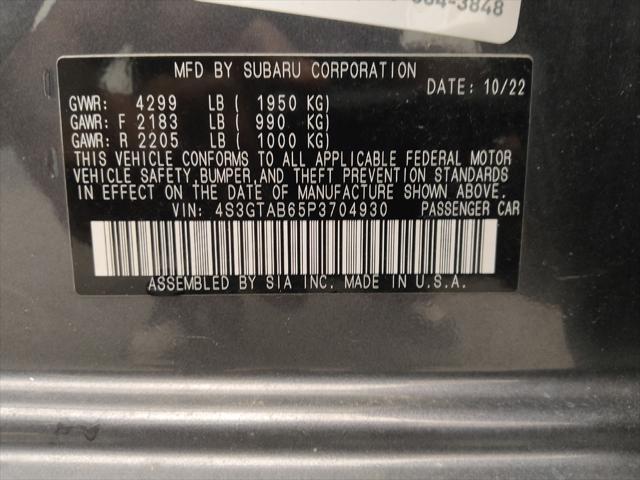 4-3848
MFD BY SUBARU CORPORATION
DATE: 10/22
GVWR: 4299 LB ( 1950 KG)
GAWR: F 2183 LB ( 990 KG)
GAWR: R 2205 LB ( 1000 KG)
THIS VEHICLE CONFORMS TO ALL APPLICABLE FEDERAL MOTOR
VEHICLE SAFETY,BUMPER,AND THEFT PREVENTION STANDARDS
IN EFFECT ON THE DATE OF MANUFACTURE SHOWN ABOVE.
VIN: 4S3GTAB65P3704930 PASSENGER CAR
ASSEMBLED BY SIA INC. MADE IN U.S.A.